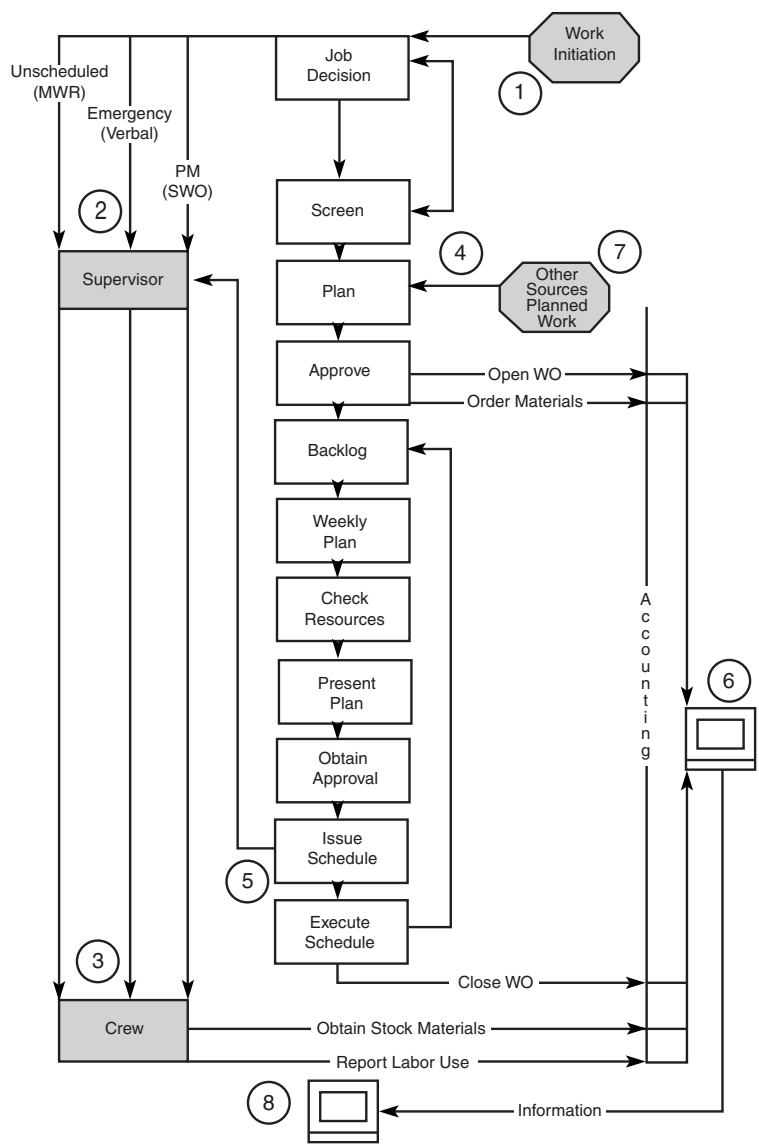 Work
Initiation
Job
Decision
1
Unscheduled
(MWR)
Emergency
(Verbal)
PM
(SWO)
2
Screen
4
7
Supervisor
Plan
Other
Sources
Planned
Work
Approve
Open WO
Order Materials
Backlog
Weekly
Plan
Check
Resources
Accounting
Present
Plan
6
Obtain
Approval
Issue
Schedule
5
Execute
Schedule
3
Close WO
Crew
Obtain Stock Materials
Report Labor Use
8
Information